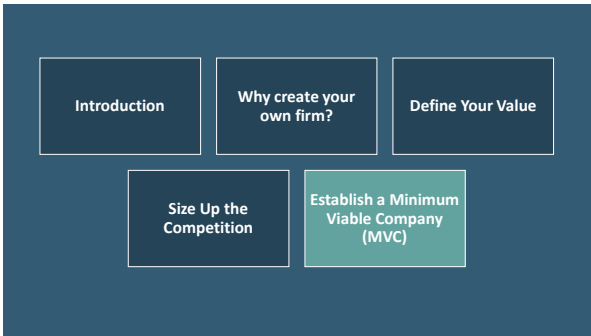 Introduction
Why create your
own firm?
Define Your Value
Size Up the
Competition
Establish a Minimum
Viable Company
(MVC)